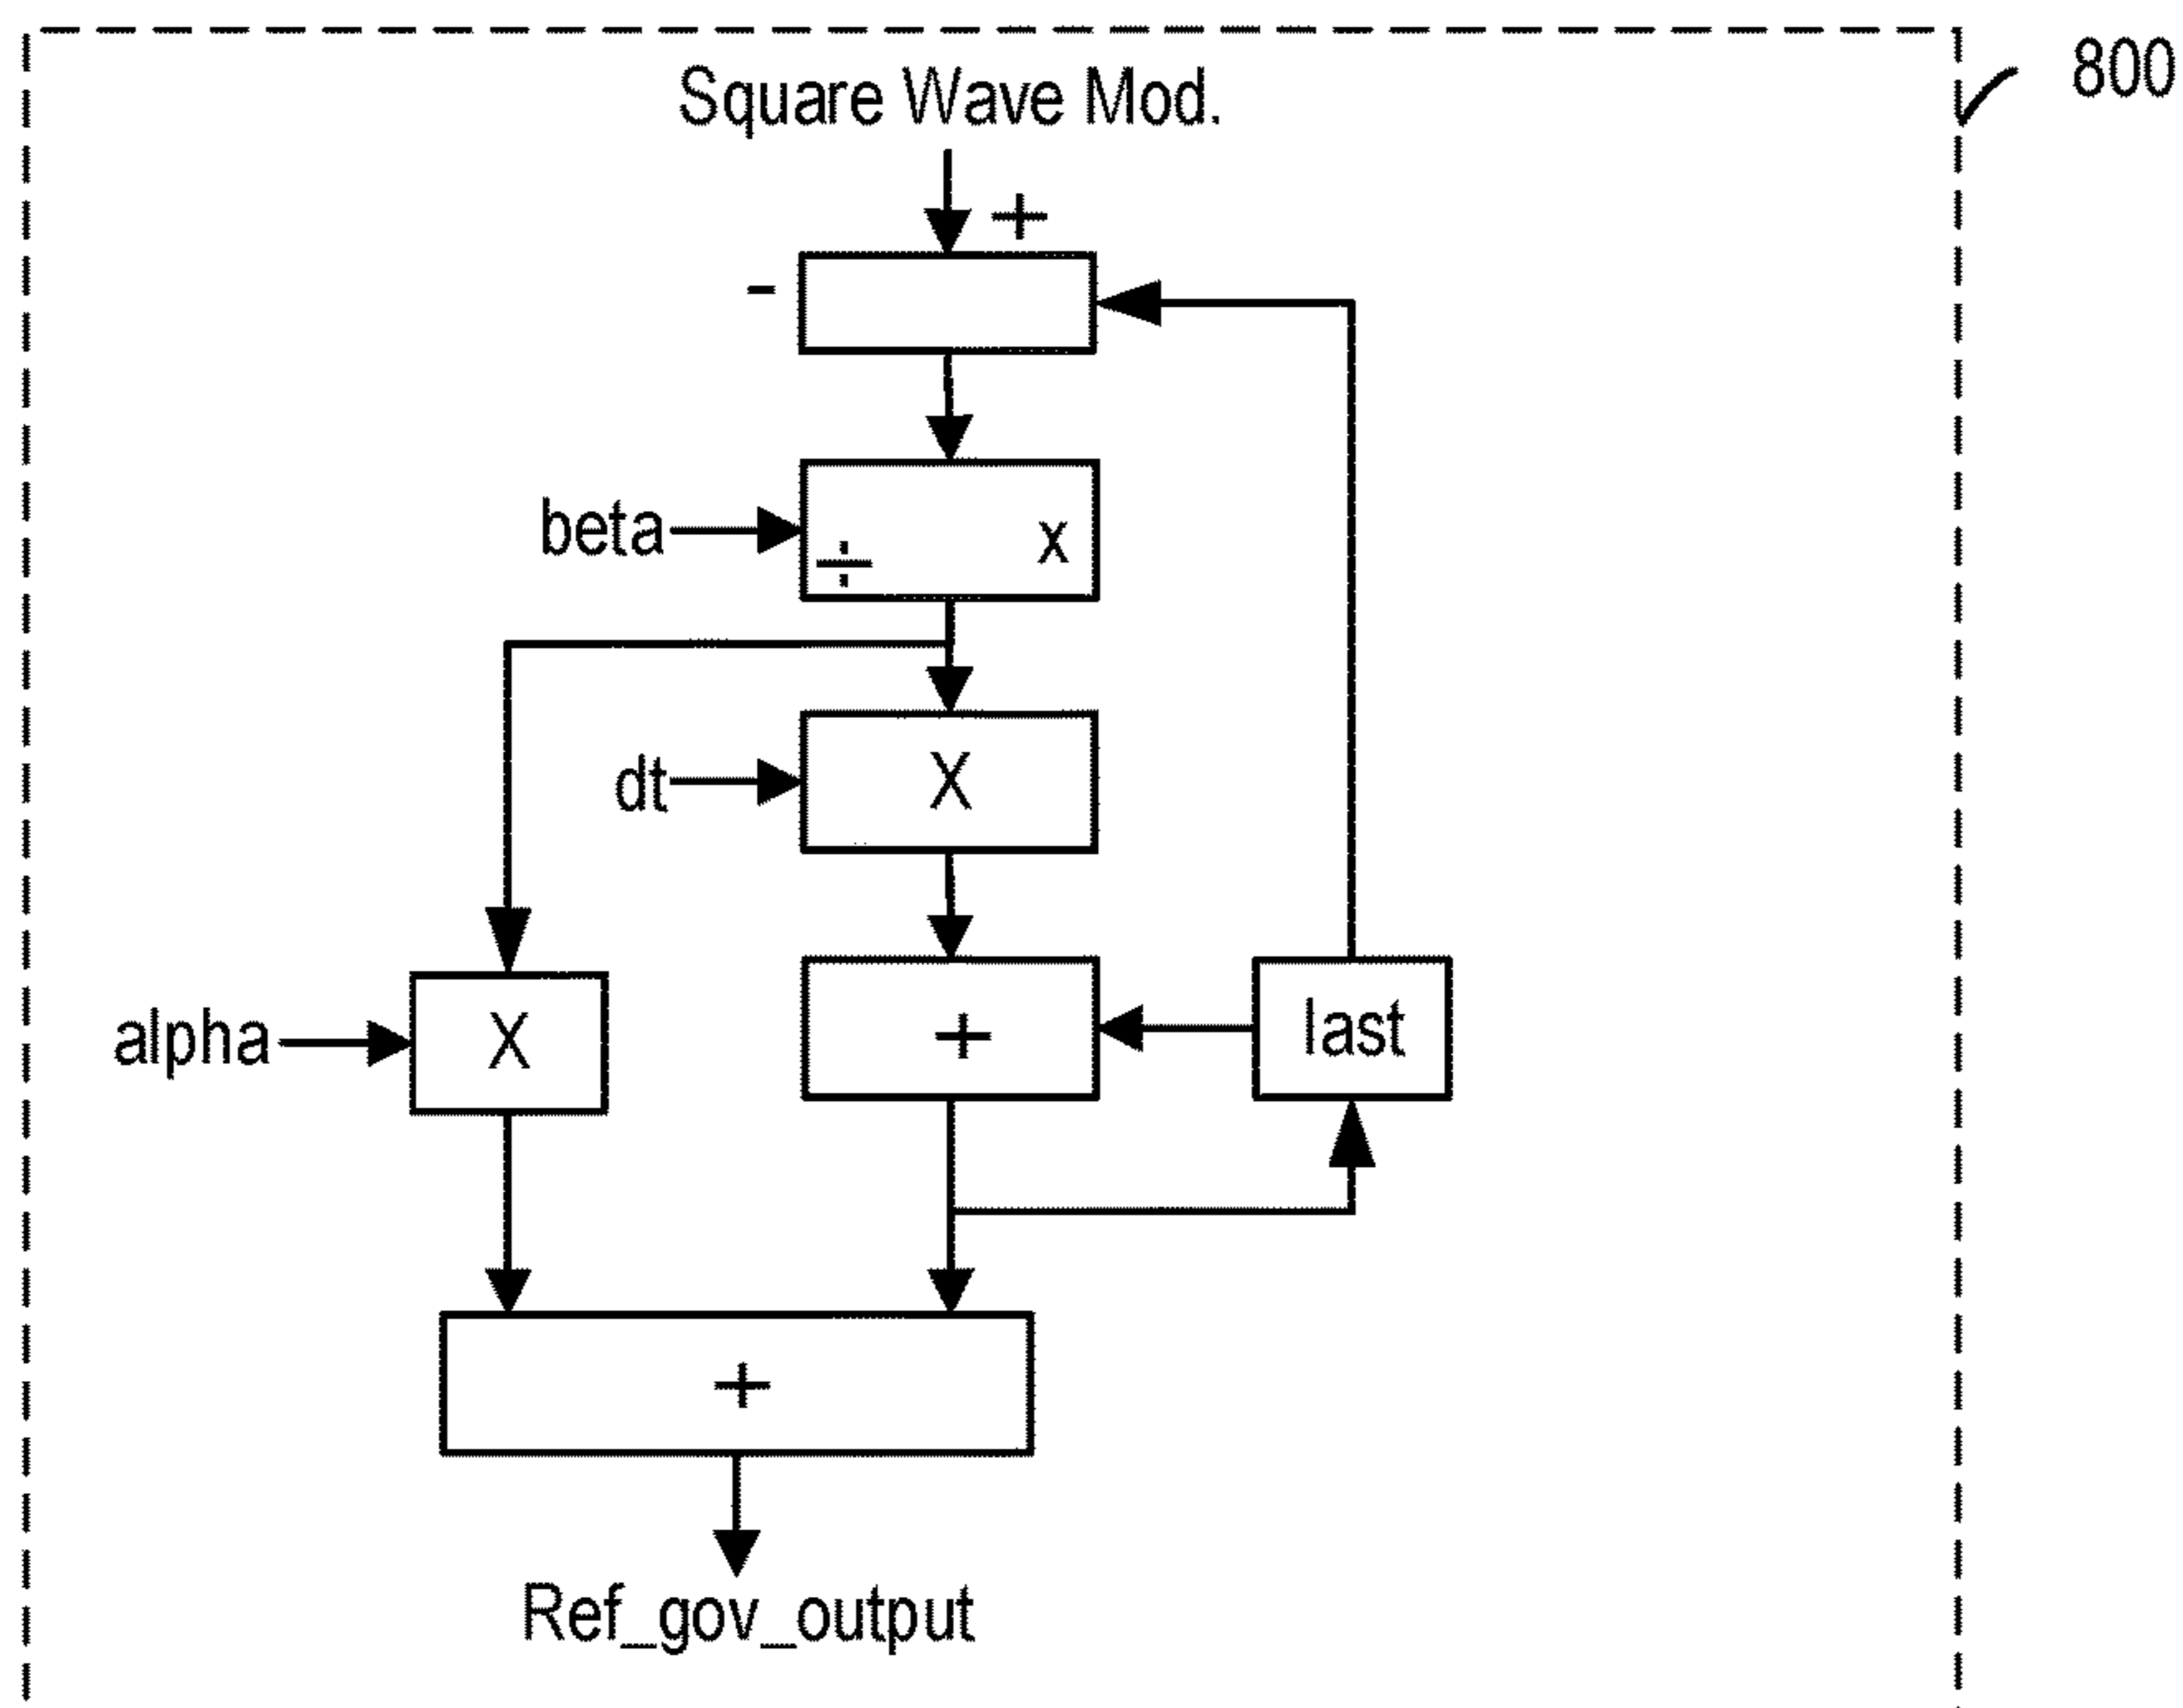 800
Square Wave Mod.
+
-
beta
÷ x
dt
X
alpha
X
+
last
+
Ref_gov_output